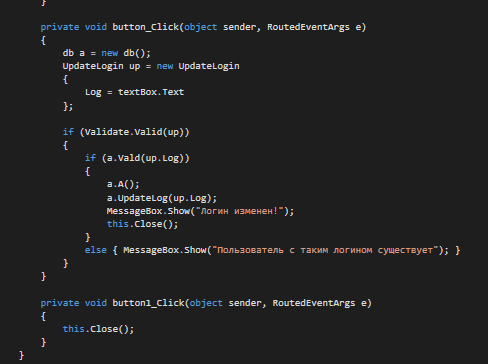 }
private void button_Click(object sender, RoutedEventArgs e)
{
db a = new db();
UpdateLogin up = new UpdateLogin
{
Log = textBox.Text
};
if (Validate.Valid(up))
{
if (a.Vald(up.Log))
{
a.A();
a.UpdateLog(up.Log);
MessageBox.Show("Логин изменен!");
this.Close();
}
else { MessageBox.Show("Пользователь с таким логином существует"); }
}
}
private void button1_Click(object sender, RoutedEventArgs e)
{
this.Close();
}
}